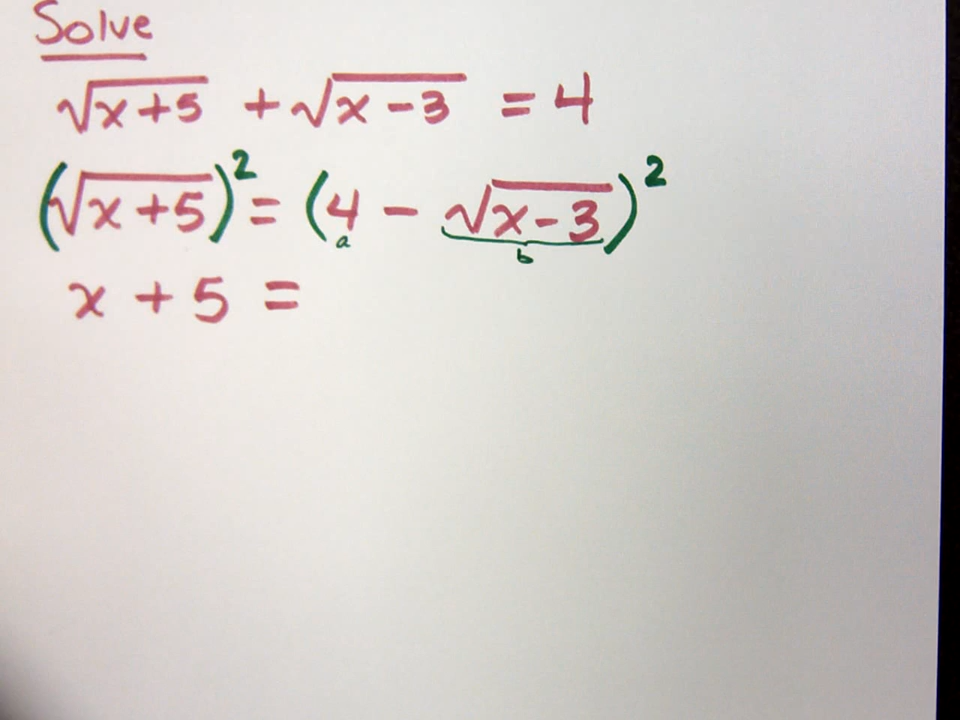 Solve
√x+5 + √x-3 = 4
(√x+5)² = (4 - √x-3)²
a b
x + 5 =